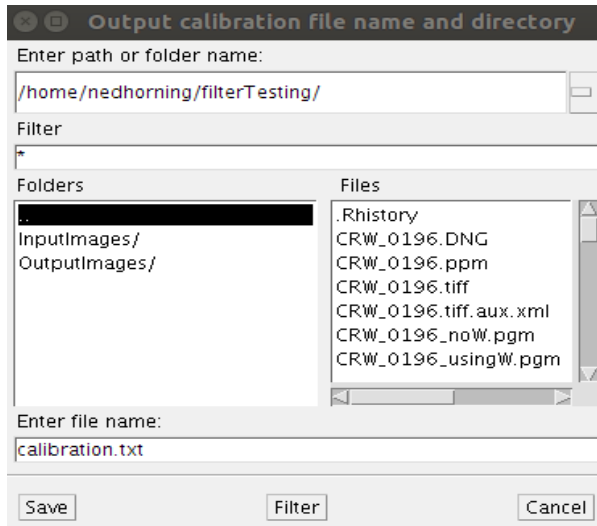 Output calibration file name and directory
Enter path or folder name:
/home/nedhorning/filterTesting/
Filter
*
Folders
..
InputImages/
OutputImages/
Files
.Rhistory
CRW_0196.DNG
CRW_0196.ppm
CRW_0196.tiff
CRW_0196.tiff.aux.xml
CRW_0196_noW.pgm
CRW_0196_usingW.pgm
Enter file name:
calibration.txt
Save
Filter
Cancel